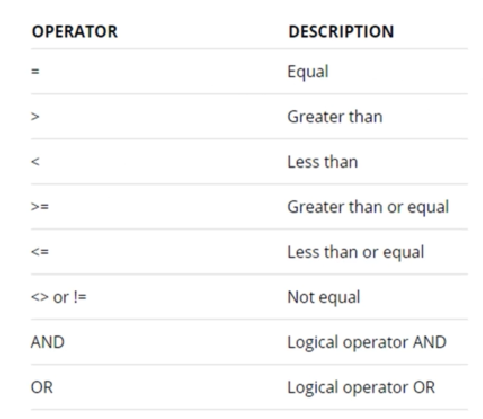 OPERATOR DESCRIPTION
= Equal
> Greater than
< Less than
>= Greater than or equal
<= Less than or equal
<> or != Not equal
AND Logical operator AND
OR Logical operator OR